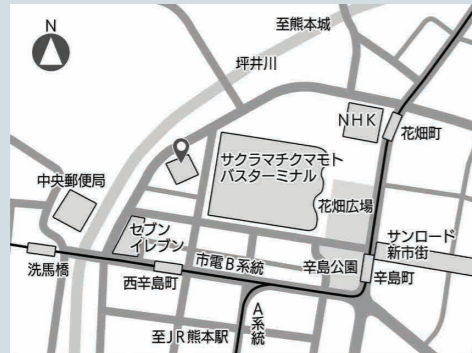 N
至熊本城
坪井川
NHK
花畑町
サクラマチクマモト
バスターミナル
中央郵便局
花畑広場
セブン
イレブン
サンロード
新市街
市電B系統
辛島公園
洗馬橋
西辛島町
辛島町
A系統
至JR熊本駅